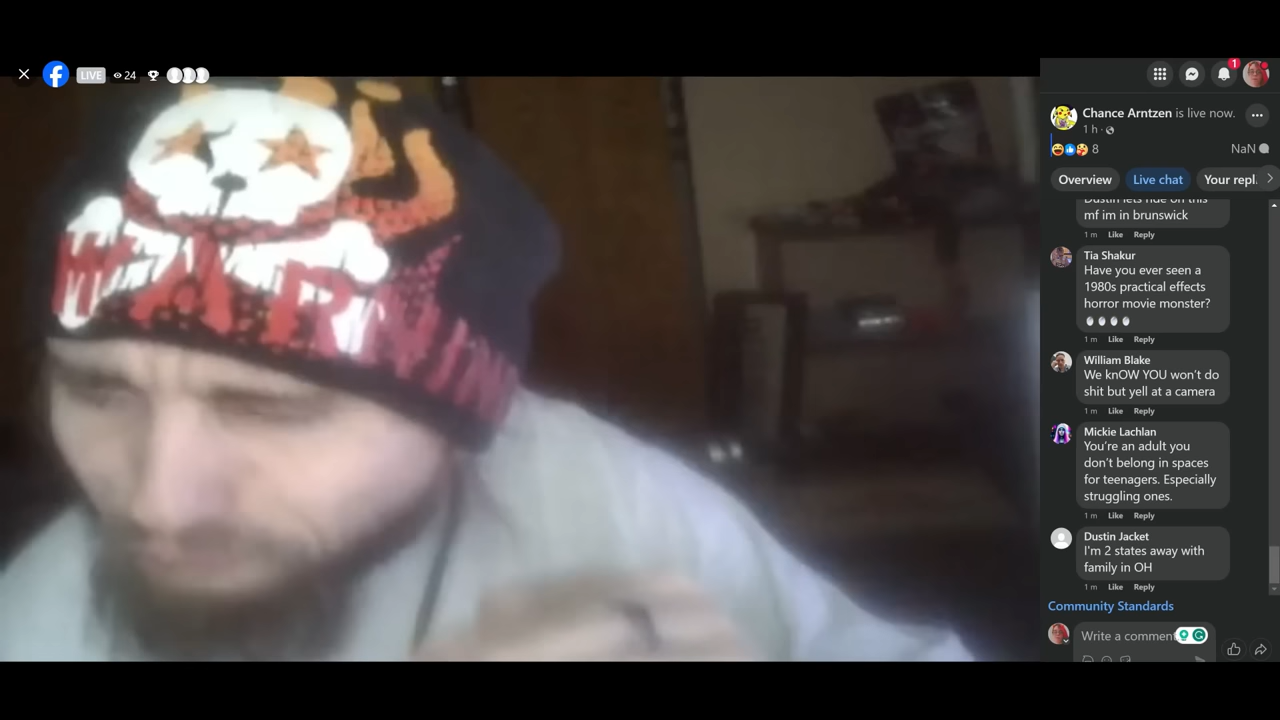 LIVE
24
1
Chance Arntzen is live now.
1 h
8
NaN
Overview
Live chat
Your repl
Dustin lets ride on this
mf im in brunswick
1 m Like Reply
Tia Shakur
Have you ever seen a
1980s practical effects
horror movie monster?
1 m Like Reply
William Blake
We knOW YOU won't do
shit but yell at a camera
1 m Like Reply
Mickie Lachlan
You're an adult you
don't belong in spaces
for teenagers. Especially
struggling ones.
1 m Like Reply
Dustin Jacket
I'm 2 states away with
family in OH
1 m Like Reply
Community Standards
Write a comment